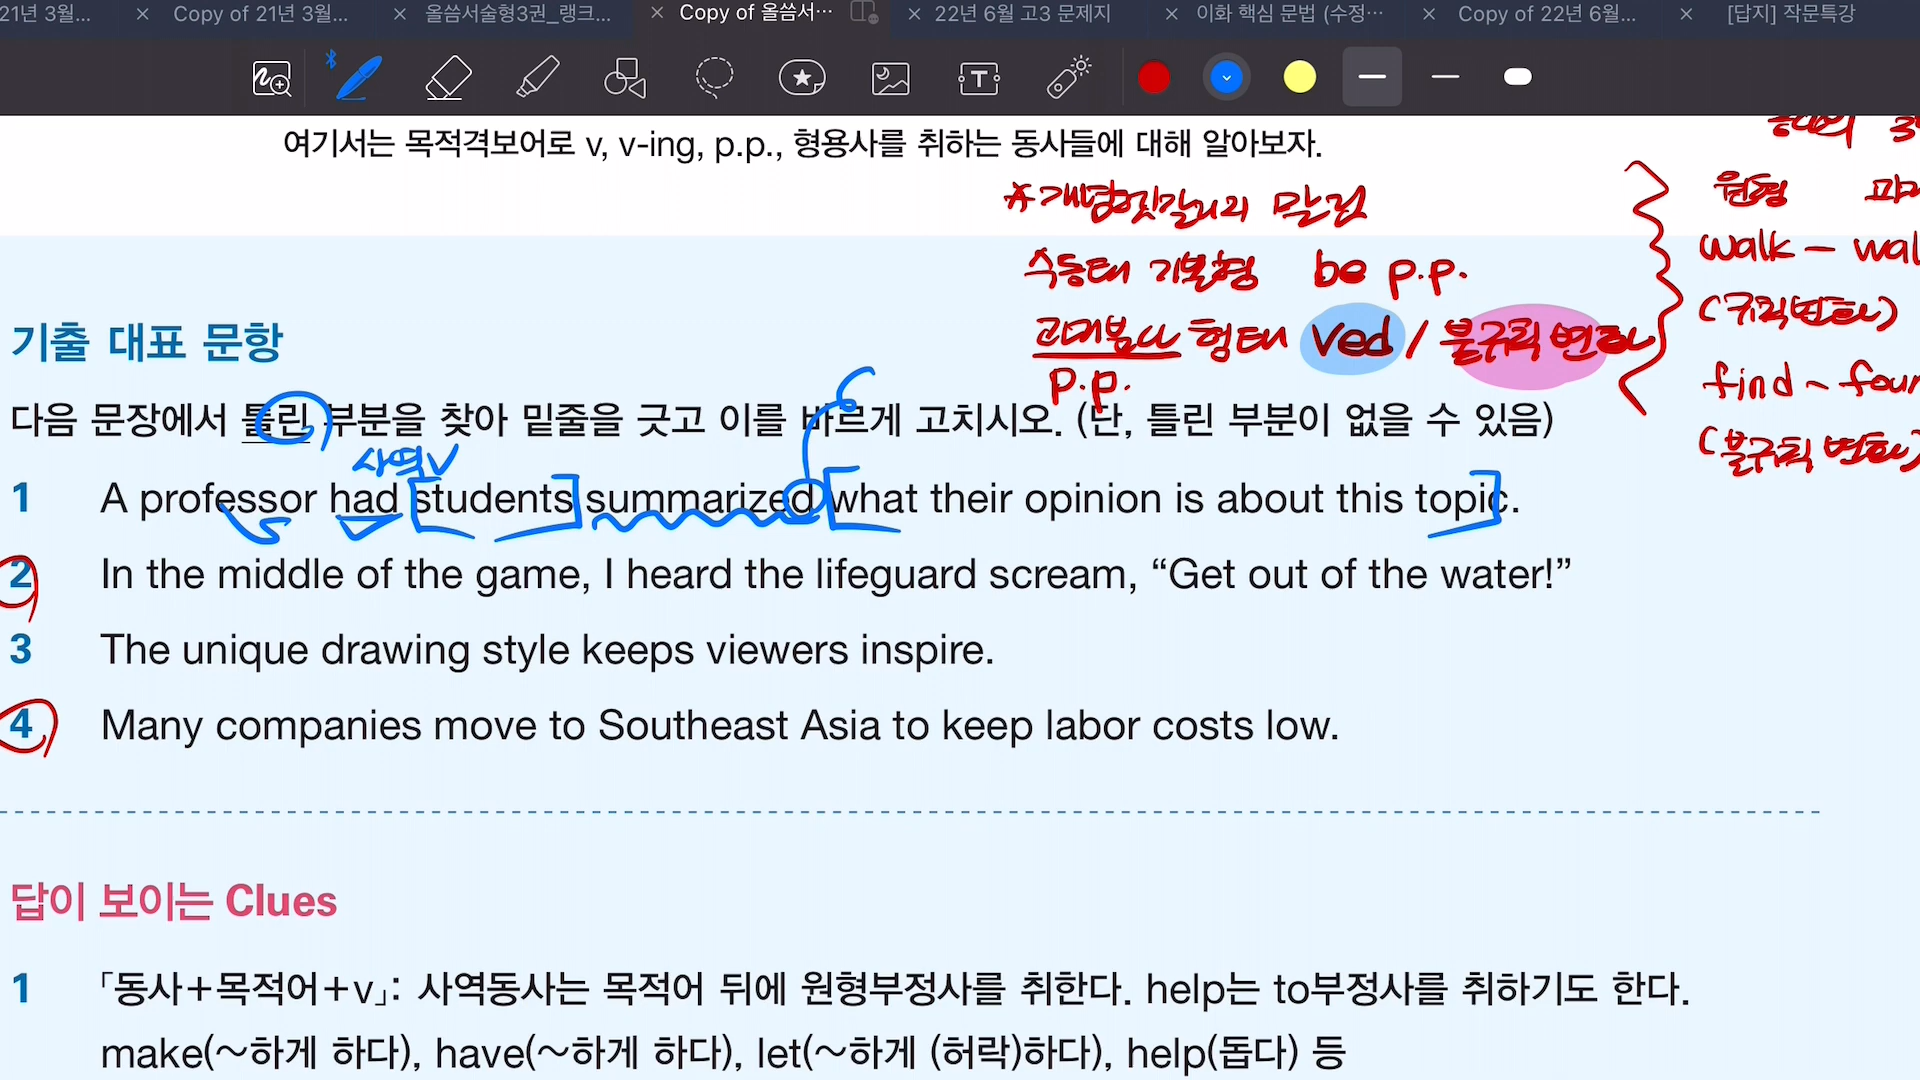 21년 3월...
Copy of 21년 3월...
올씀서술형3권_랭크...
Copy of 올씀서...
22년 6월 고3 문제지
이화 핵심 문법 (수정...
Copy of 22년 6월...
[답지] 작문특강
여기서는 목적격보어로 v, v-ing, p.p., 형용사를 취하는 동사들에 대해 알아보자.
*개념헷갈리지 말것
수동태 기본형 be p.p.
과거분사 형태 ved / 불규칙 변화
p.p.
원형
walk - wal
(규칙변화)
find - foun
(불규칙 변화)
기출 대표 문항
다음 문장에서 틀린 부분을 찾아 밑줄을 긋고 이를 바르게 고치시오. (단, 틀린 부분이 없을 수 있음)
사역V
1 A professor had students summarized what their opinion is about this topic.
2 In the middle of the game, I heard the lifeguard scream, “Get out of the water!”
3 The unique drawing style keeps viewers inspire.
4 Many companies move to Southeast Asia to keep labor costs low.
답이 보이는 Clues
1 「동사+목적어+v」: 사역동사는 목적어 뒤에 원형부정사를 취한다. help는 to부정사를 취하기도 한다.
make(~하게 하다), have(~하게 하다), let(~하게 (허락)하다), help(돕다) 등